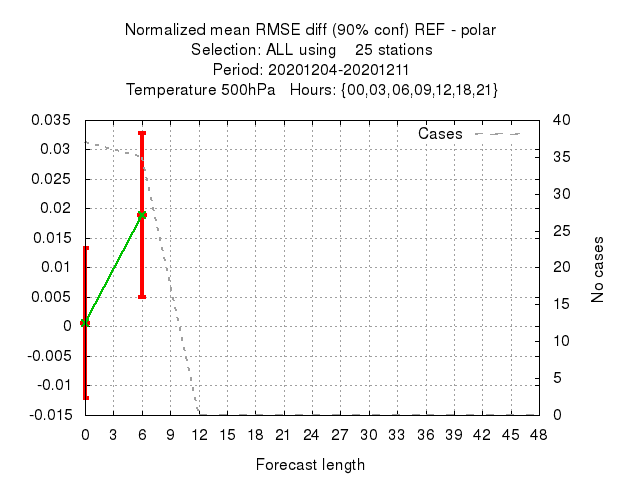 Normalized mean RMSE diff (90% conf) REF - polar
Selection: ALL using    25 stations
Period: 20201204-20201211
Temperature 500hPa   Hours: {00,03,06,09,12,18,21}
Cases
0.035
0.03
0.025
0.02
0.015
0.01
0.005
0
-0.005
-0.01
-0.015
40
35
30
25
20
15
10
5
0
No cases
0 3 6 9 12 15 18 21 24 27 30 33 36 39 42 45 48
Forecast length